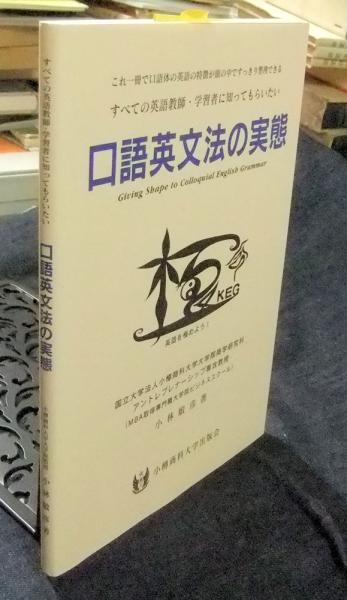 これ一冊で口語体の英語の特徴が頭の中ですっきり整理できる
すべての英語教師・学習者に知ってもらいたい
口語英文法の実態
Giving Shape to Colloquial English Grammar
極
KEG
英語を極めよう!
国立大学法人小樽商科大学大学院商学研究科
アントレプレナーシップ専攻教授
(MBA取得専門職大学院ビジネススクール)
小林敏彦 著
小樽商科大学出版会
すべての英語教師・学習者に知ってもらいたい
口語英文法の実態
小林敏彦 著